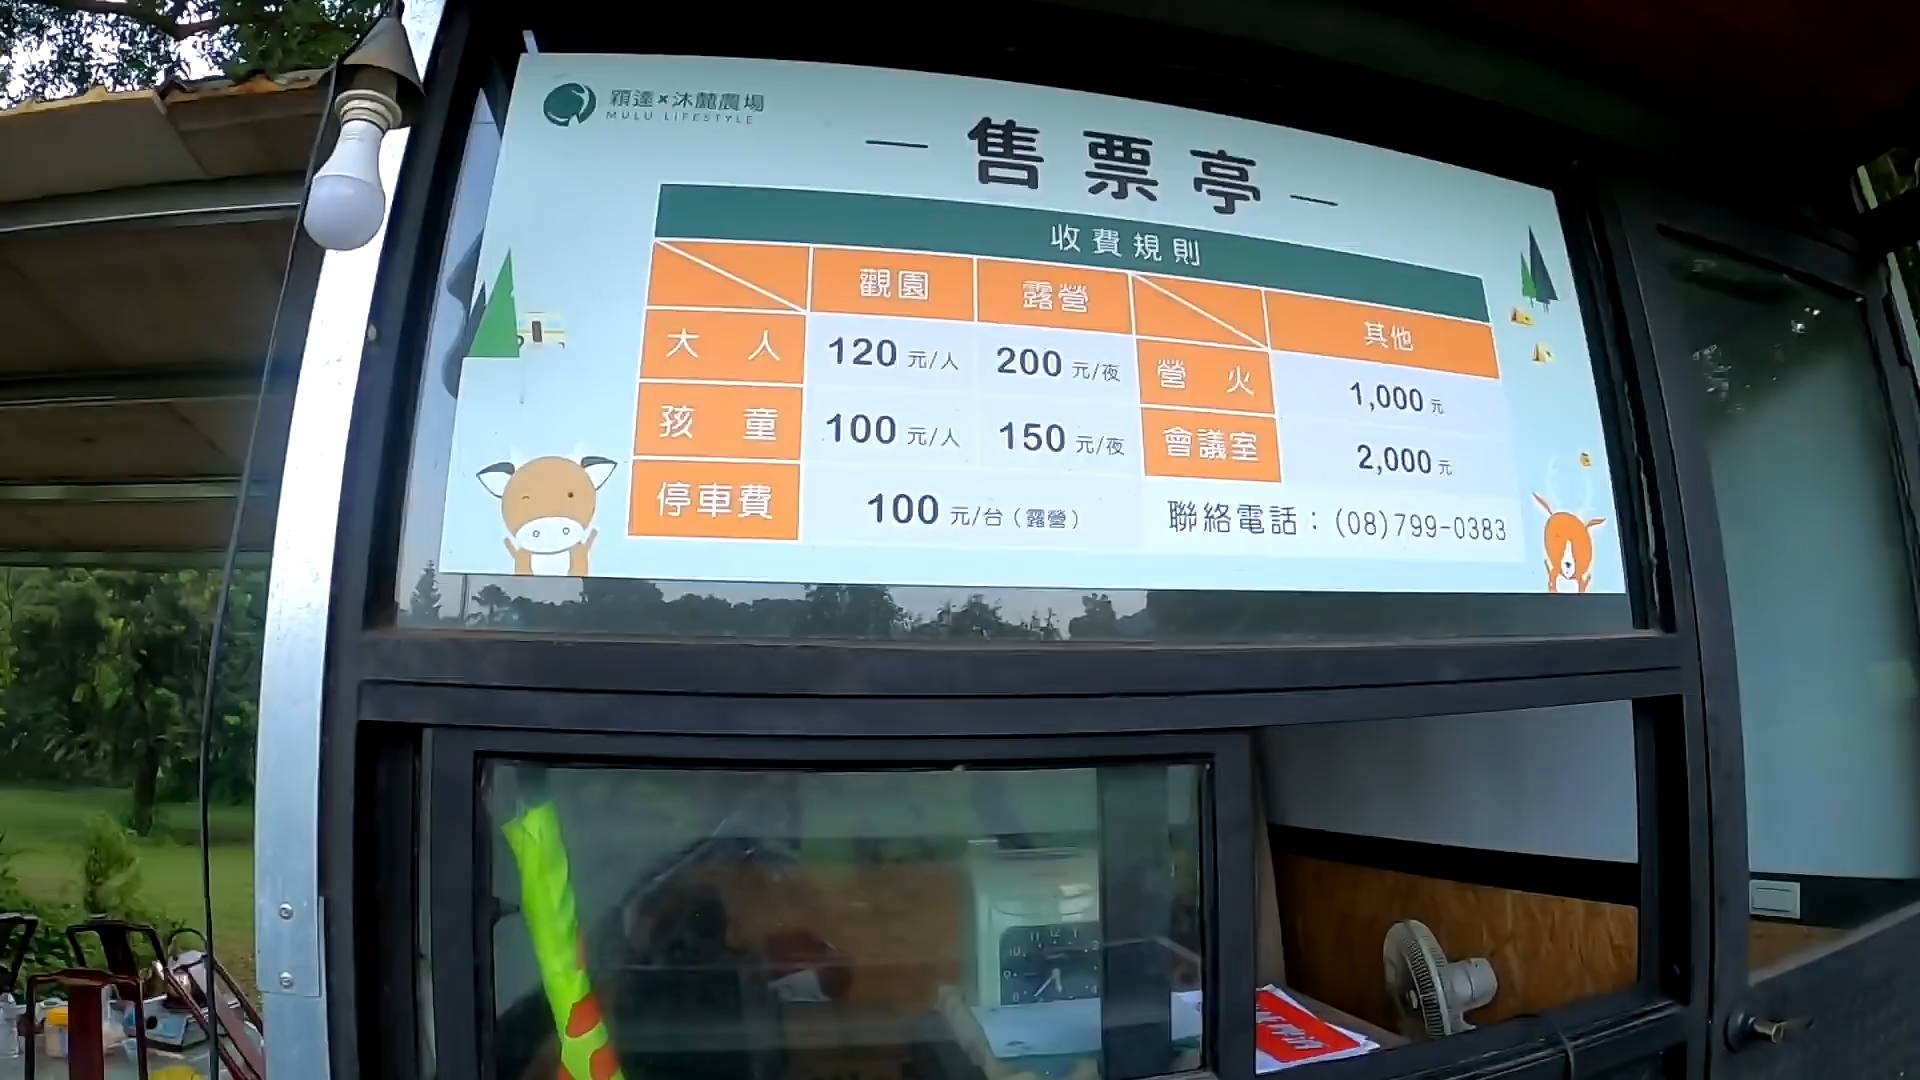 穎達×沐麓農場
MULU LIFESTYLE
— 售票亭 —
收費規則
觀園 露營 其他
大人 120 元/人 200 元/夜 營火 1,000 元
孩童 100 元/人 150 元/夜 會議室 2,000 元
停車費 100 元/台（露營） 聯絡電話：(08)799-0383